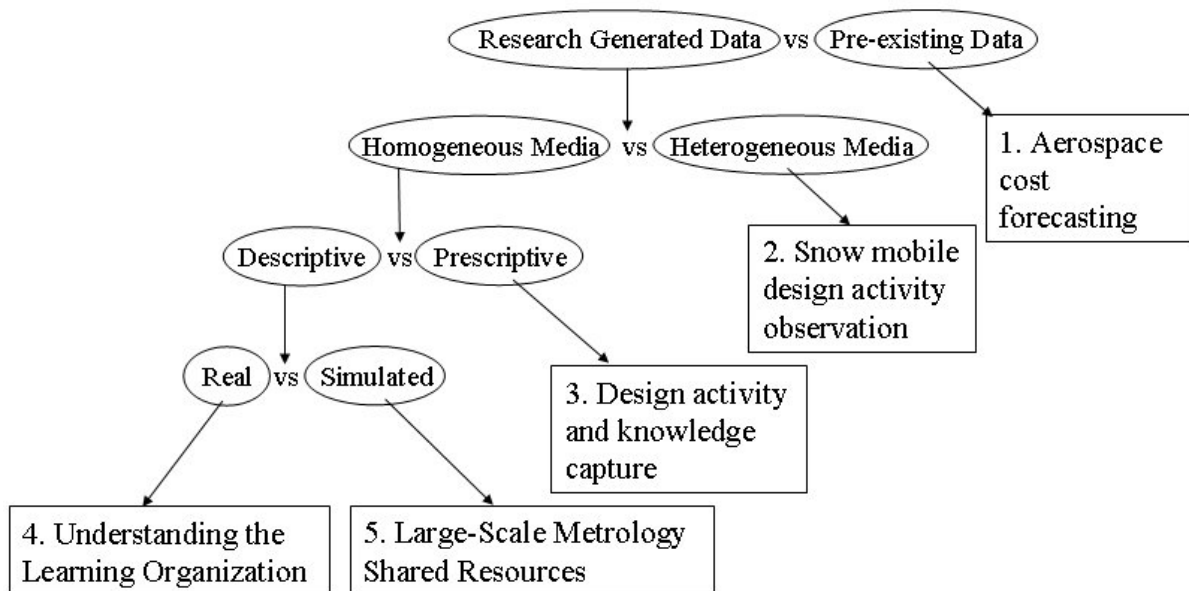 Research Generated Data vs Pre-existing Data
Homogeneous Media vs Heterogeneous Media
1. Aerospace
cost
forecasting
Descriptive vs Prescriptive
2. Snow mobile
design activity
observation
Real vs Simulated
3. Design activity
and knowledge
capture
4. Understanding the
Learning Organization
5. Large-Scale Metrology
Shared Resources